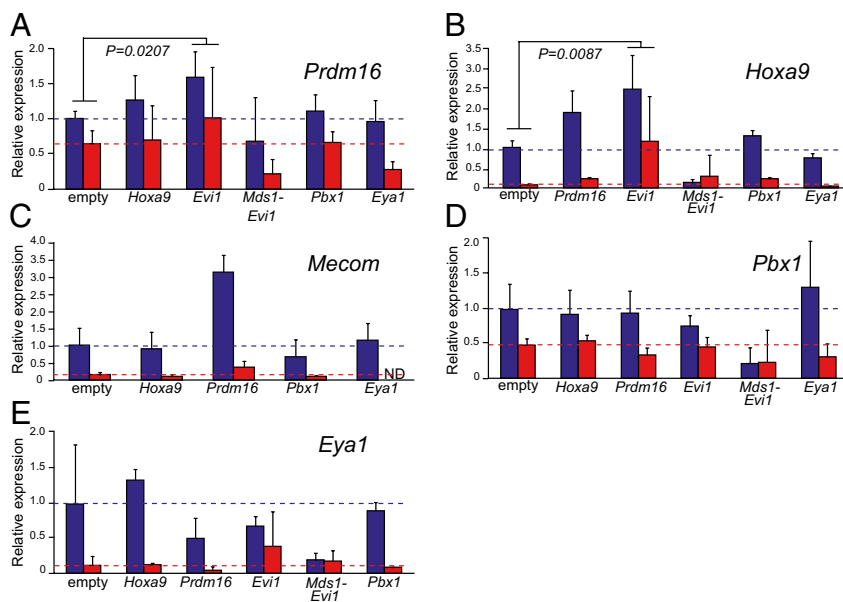 A
Relative expression
2.0
1.5
1.0
0.5
0
P=0.0207
Prdm16
empty Hoxa9 Evi1 Mds1-Evi1 Pbx1 Eya1
B
Relative expression
3.5
3.0
2.5
2.0
1.5
1.0
0.5
0
P=0.0087
Hoxa9
empty Prdm16 Evi1 Mds1-Evi1 Pbx1 Eya1
C
Relative expression
4.0
3.5
3.0
2.5
2.0
1.5
1.0
0.5
0
Mecom
ND
empty Hoxa9 Prdm16 Pbx1 Eya1
D
Relative expression
2.0
1.5
1.0
0.5
0
Pbx1
empty Hoxa9 Prdm16 Evi1 Mds1-Evi1 Eya1
E
Relative expression
2.0
1.5
1.0
0.5
0
Eya1
empty Hoxa9 Prdm16 Evi1 Mds1-Evi1 Pbx1